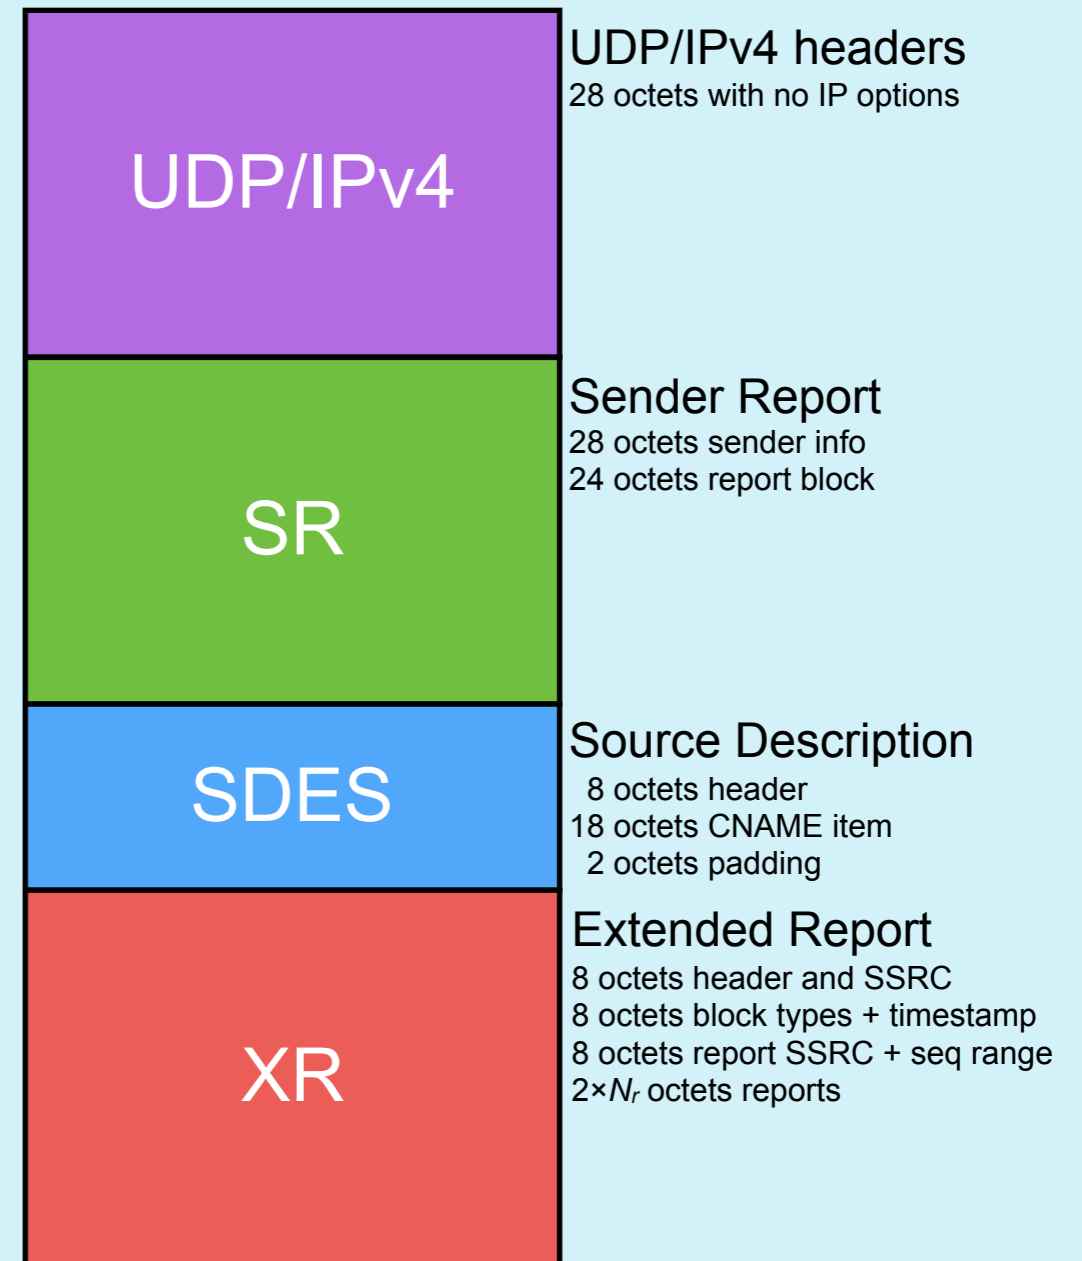 UDP/IPv4
UDP/IPv4 headers
28 octets with no IP options
SR
Sender Report
28 octets sender info
24 octets report block
SDES
Source Description
8 octets header
18 octets CNAME item
2 octets padding
XR
Extended Report
8 octets header and SSRC
8 octets block types + timestamp
8 octets report SSRC + seq range
2×Nr octets reports